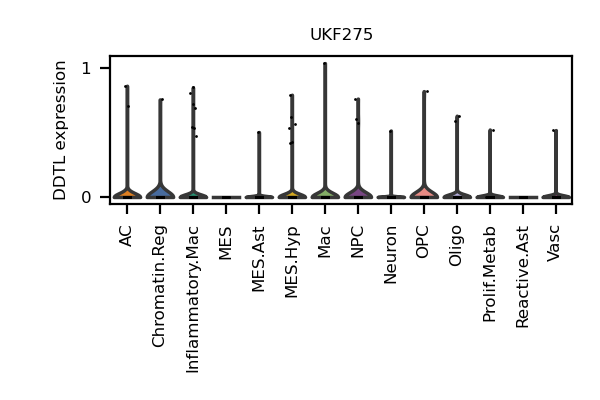 UKF275
DDTL expression
1
0
AC
Chromatin.Reg
Inflammatory.Mac
MES
MES.Ast
MES.Hyp
Mac
NPC
Neuron
OPC
Oligo
Prolif.Metab
Reactive.Ast
Vasc